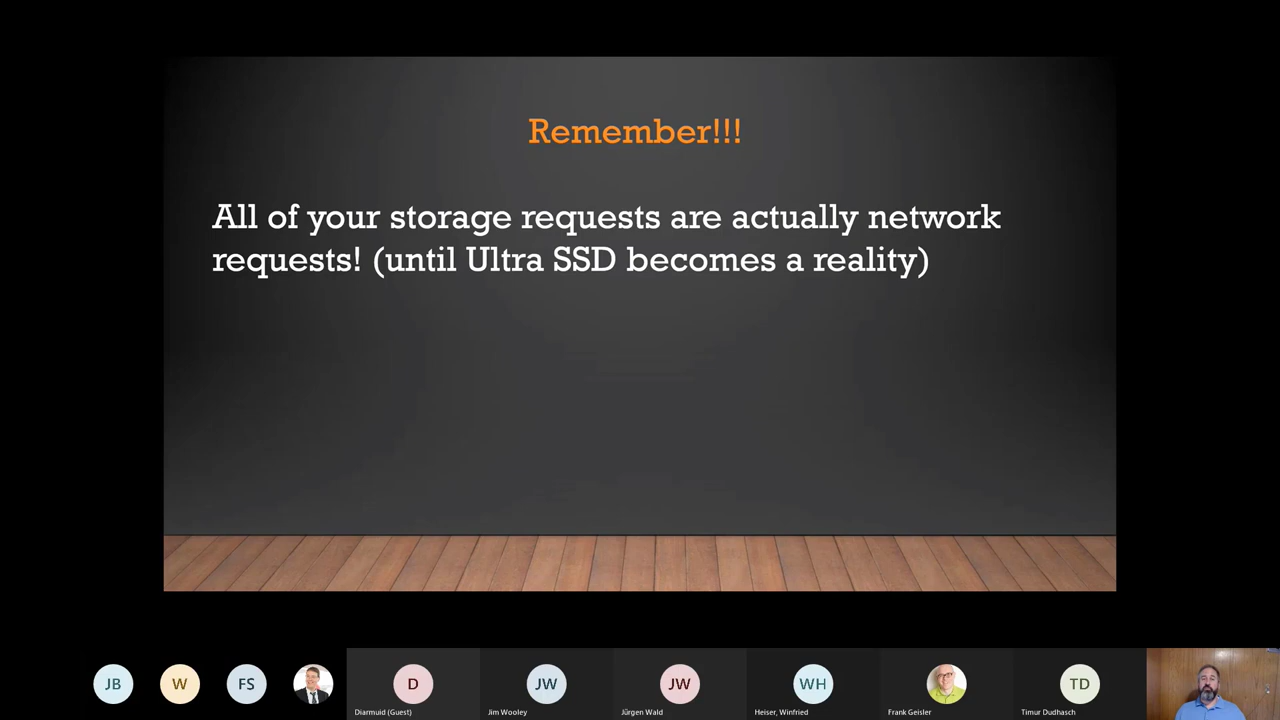 Remember!!!
All of your storage requests are actually network
requests! (until Ultra SSD becomes a reality)
JB
W
FS
D
JW
JW
WH
TD
Diarmuid (Guest)
Jim Wooley
Jürgen Wald
Heiser, Winfried
Frank Geisler
Timur Dudhasch